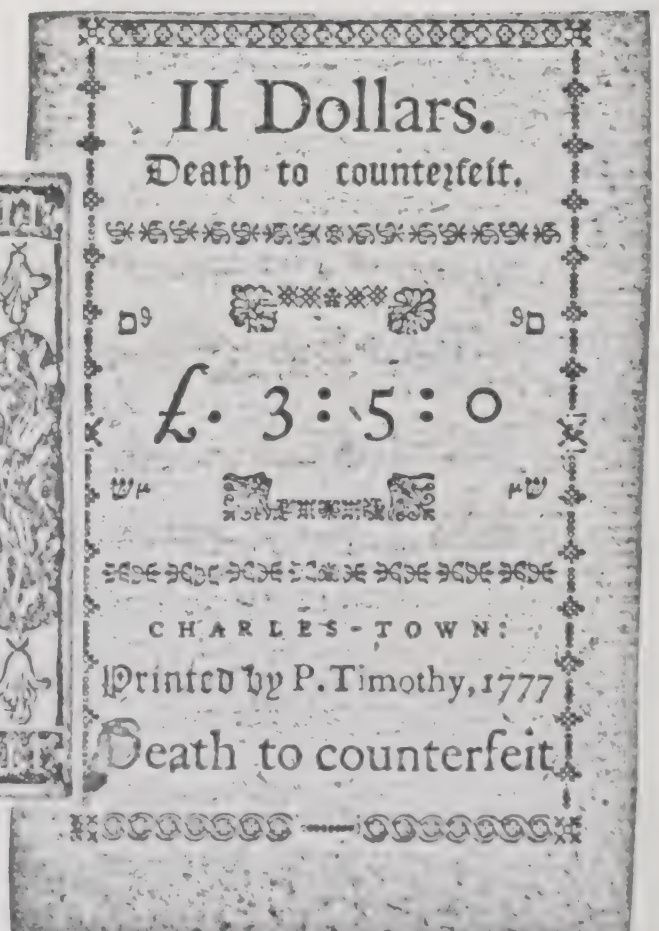 II Dollars.
Death to counterfeit.
ם ϑ ϑ ם
£. 3 : 5 : 0
ש μ μ ש
CHARLES-TOWN:
Printed by P. Timothy, 1777
Death to counterfeit